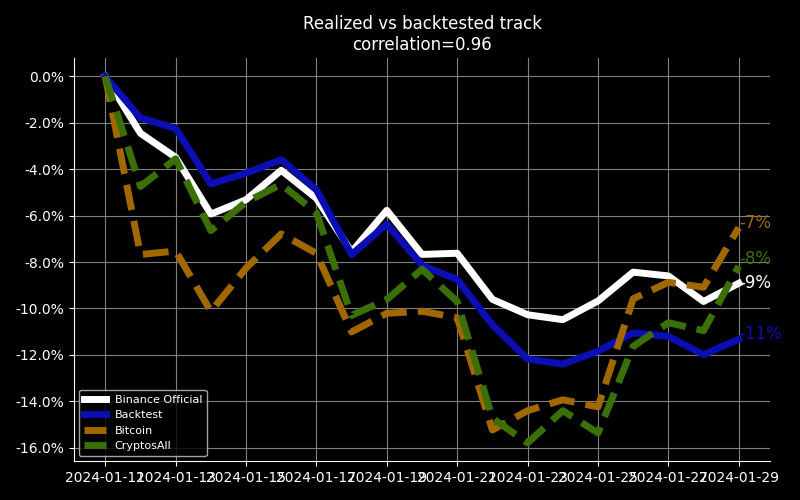 Realized vs backtested track
correlation=0.96
0.0%
-2.0%
-4.0%
-6.0%
-8.0%
-10.0%
-12.0%
-14.0%
-16.0%
-7%
-8%
-9%
-11%
Binance Official
Backtest
Bitcoin
CryptosAll
2024-01-11 2024-01-13 2024-01-15 2024-01-17 2024-01-19 2024-01-21 2024-01-23 2024-01-25 2024-01-27 2024-01-29